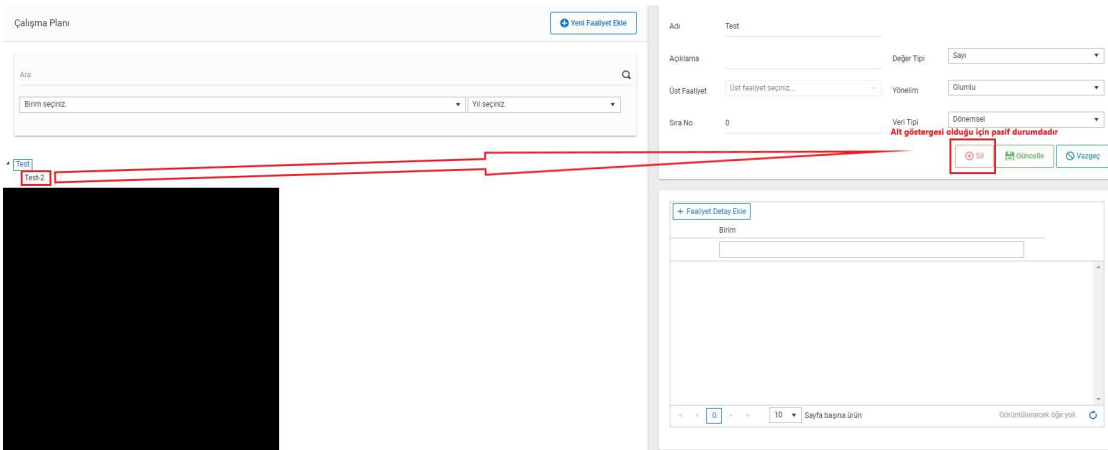 Çalışma Planı
Yeni Faaliyet Ekle
Ara
Birim seçiniz.
Yıl seçiniz.
Test
Test-2
Adı Test
Açıklama
Değer Tipi Sayı
Üst Faaliyet Üst faaliyet seçiniz...
Yönelim Olumlu
Sıra No 0
Veri Tipi Dönemsel
Alt göstergesi olduğu için pasif durumdadır
Sil Güncelle Vazgeç
+ Faaliyet Detay Ekle
Birim
0 10 Sayfa başına ürün Görüntülenecek öğe yok